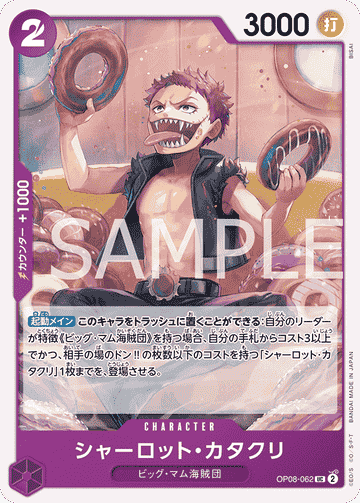 2
3000
打
BISAI
カウンター +1000
SAMPLE
起動メイン このキャラをトラッシュに置くことができる：自分のリーダー
が特徴《ビッグ・マム海賊団》を持つ場合、自分の手札からコスト3以上
でかつ、相手の場のドン!!の枚数以下のコストを持つ「シャーロット・カ
タクリ」1枚までを、登場させる。
CHARACTER
シャーロット・カタクリ
ビッグ・マム海賊団
OP08-062 UC 2
©E.O/S. ©E.O/S・S・F・T BANDAI MADE IN JAPAN